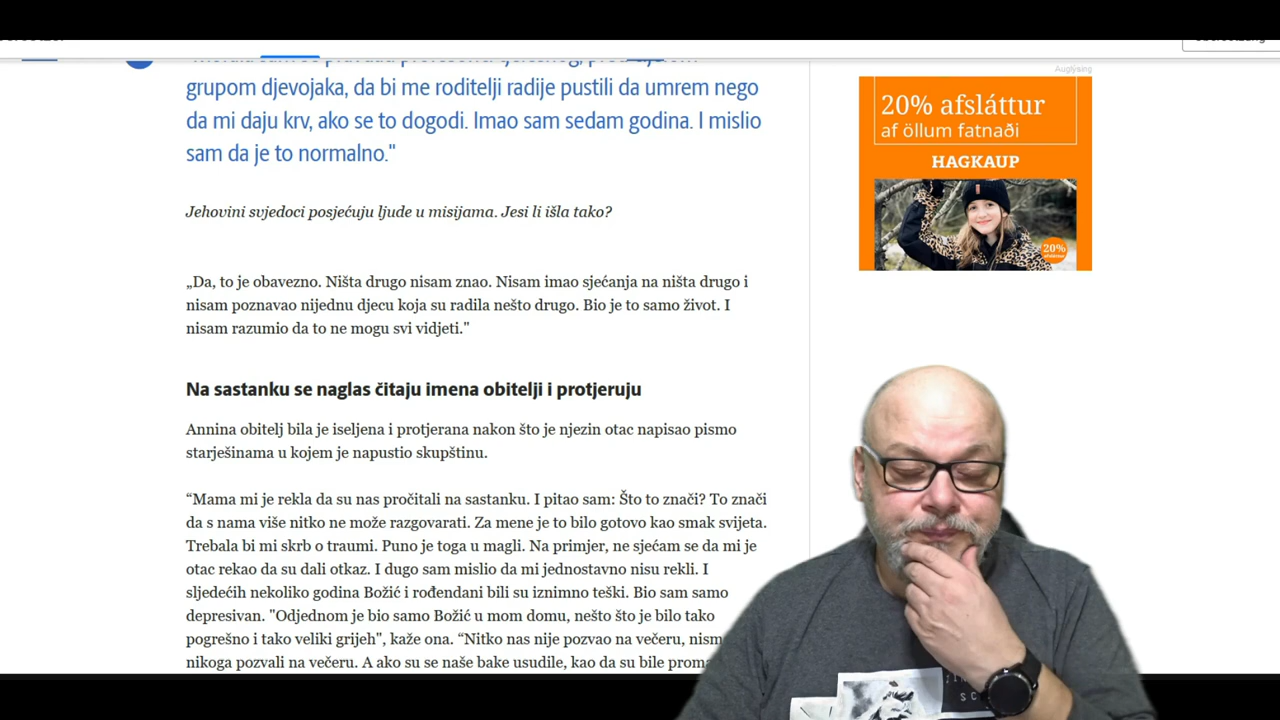 Auglýsing
grupom djevojaka, da bi me roditelji radije pustili da umrem nego
da mi daju krv, ako se to dogodi. Imao sam sedam godina. I mislio
sam da je to normalno."
20% afsláttur
af öllum fatnaði
HAGKAUP
20%
afsláttur
Jehovini svjedoci posjećuju ljude u misijama. Jesi li išla tako?
„Da, to je obavezno. Ništa drugo nisam znao. Nisam imao sjećanja na ništa drugo i
nisam poznavao nijednu djecu koja su radila nešto drugo. Bio je to samo život. I
nisam razumio da to ne mogu svi vidjeti."
Na sastanku se naglas čitaju imena obitelji i protjeruju
Annina obitelj bila je iseljena i protjerana nakon što je njezin otac napisao pismo
starješinama u kojem je napustio skupštinu.
“Mama mi je rekla da su nas pročitali na sastanku. I pitao sam: Što to znači? To znači
da s nama više nitko ne može razgovarati. Za mene je to bilo gotovo kao smak svijeta.
Trebala bi mi skrb o traumi. Puno je toga u magli. Na primjer, ne sjećam se da mi je
otac rekao da su dali otkaz. I dugo sam mislio da mi jednostavno nisu rekli. I
sljedećih nekoliko godina Božić i rođendani bili su iznimno teški. Bio sam samo
depresivan. "Odjednom je bio samo Božić u mom domu, nešto što je bilo tako
pogrešno i tako veliki grijeh”, kaže ona. “Nitko nas nije pozvao na večeru,
nikoga pozvali na večeru. A ako su se naše bake usudile, kao da su bile